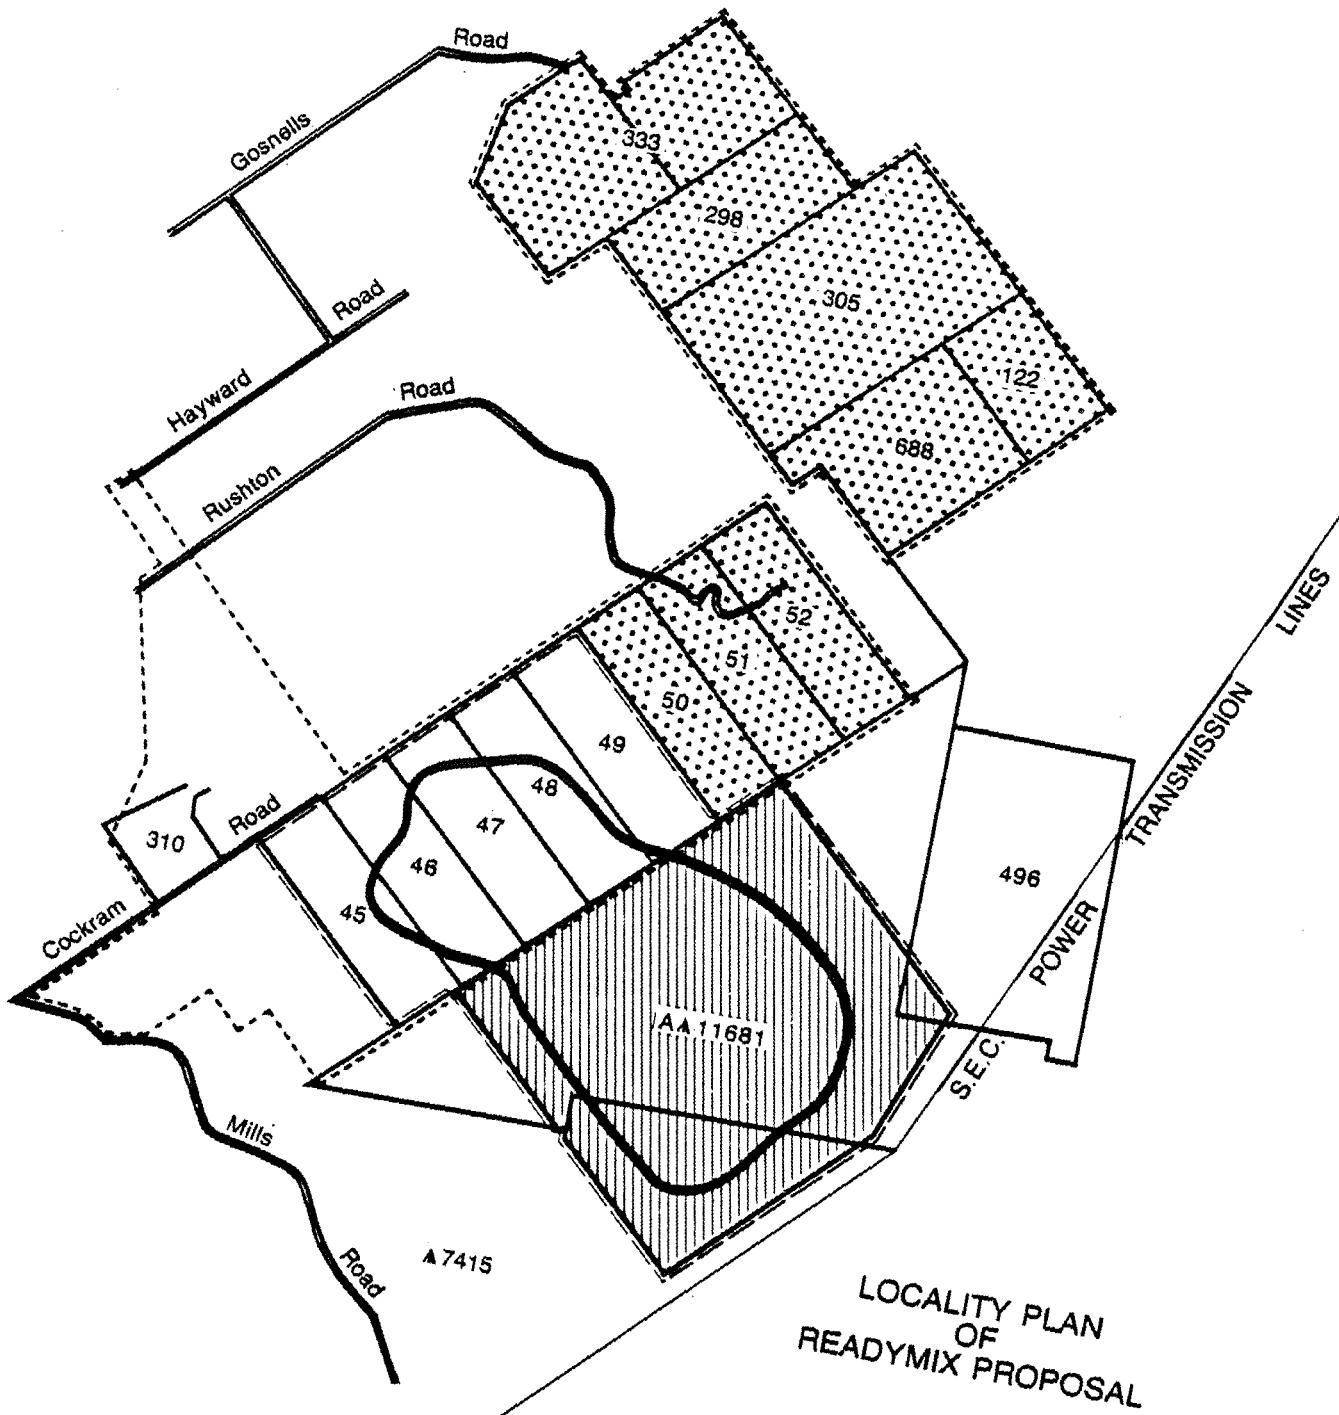 Road
Gosnells
333
298
Road
305
Hayward
Road
122
688
Rushton
LINES
52
51
50
TRANSMISSION
49
48
Road
47
310
46
496
45
Cockram
POWER
A▲11681
S.E.C.
Mills
▲7415
Road
LOCALITY PLAN
OF
READYMIX PROPOSAL